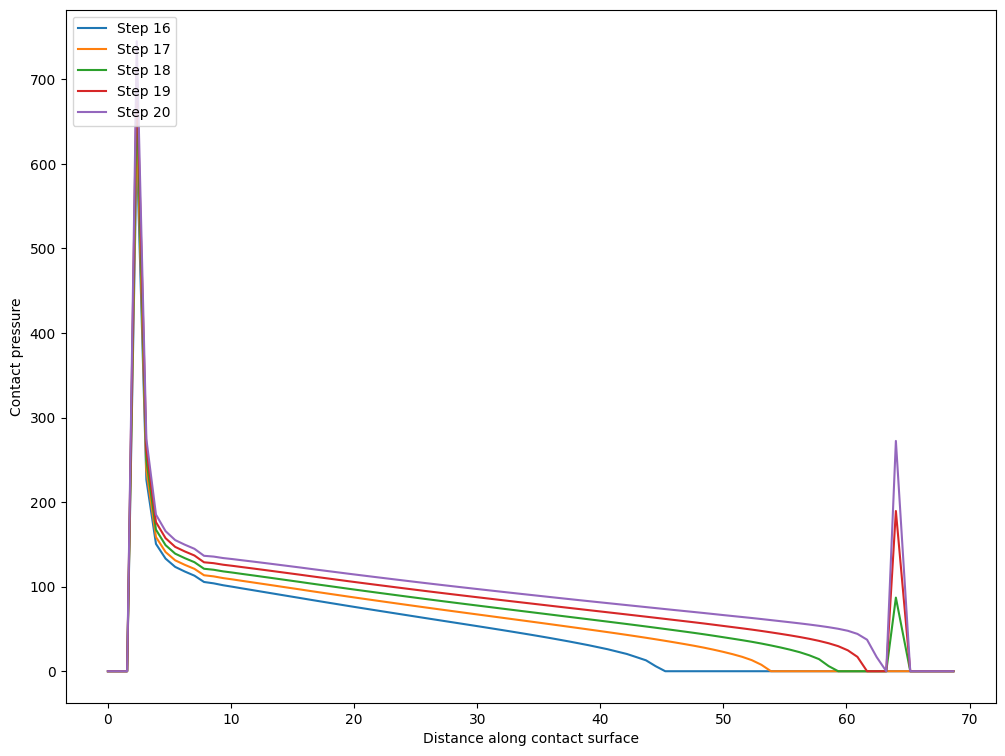 Step 16
Step 17
Step 18
Step 19
Step 20
700
600
500
400
300
200
100
0
Contact pressure
0 10 20 30 40 50 60 70
Distance along contact surface